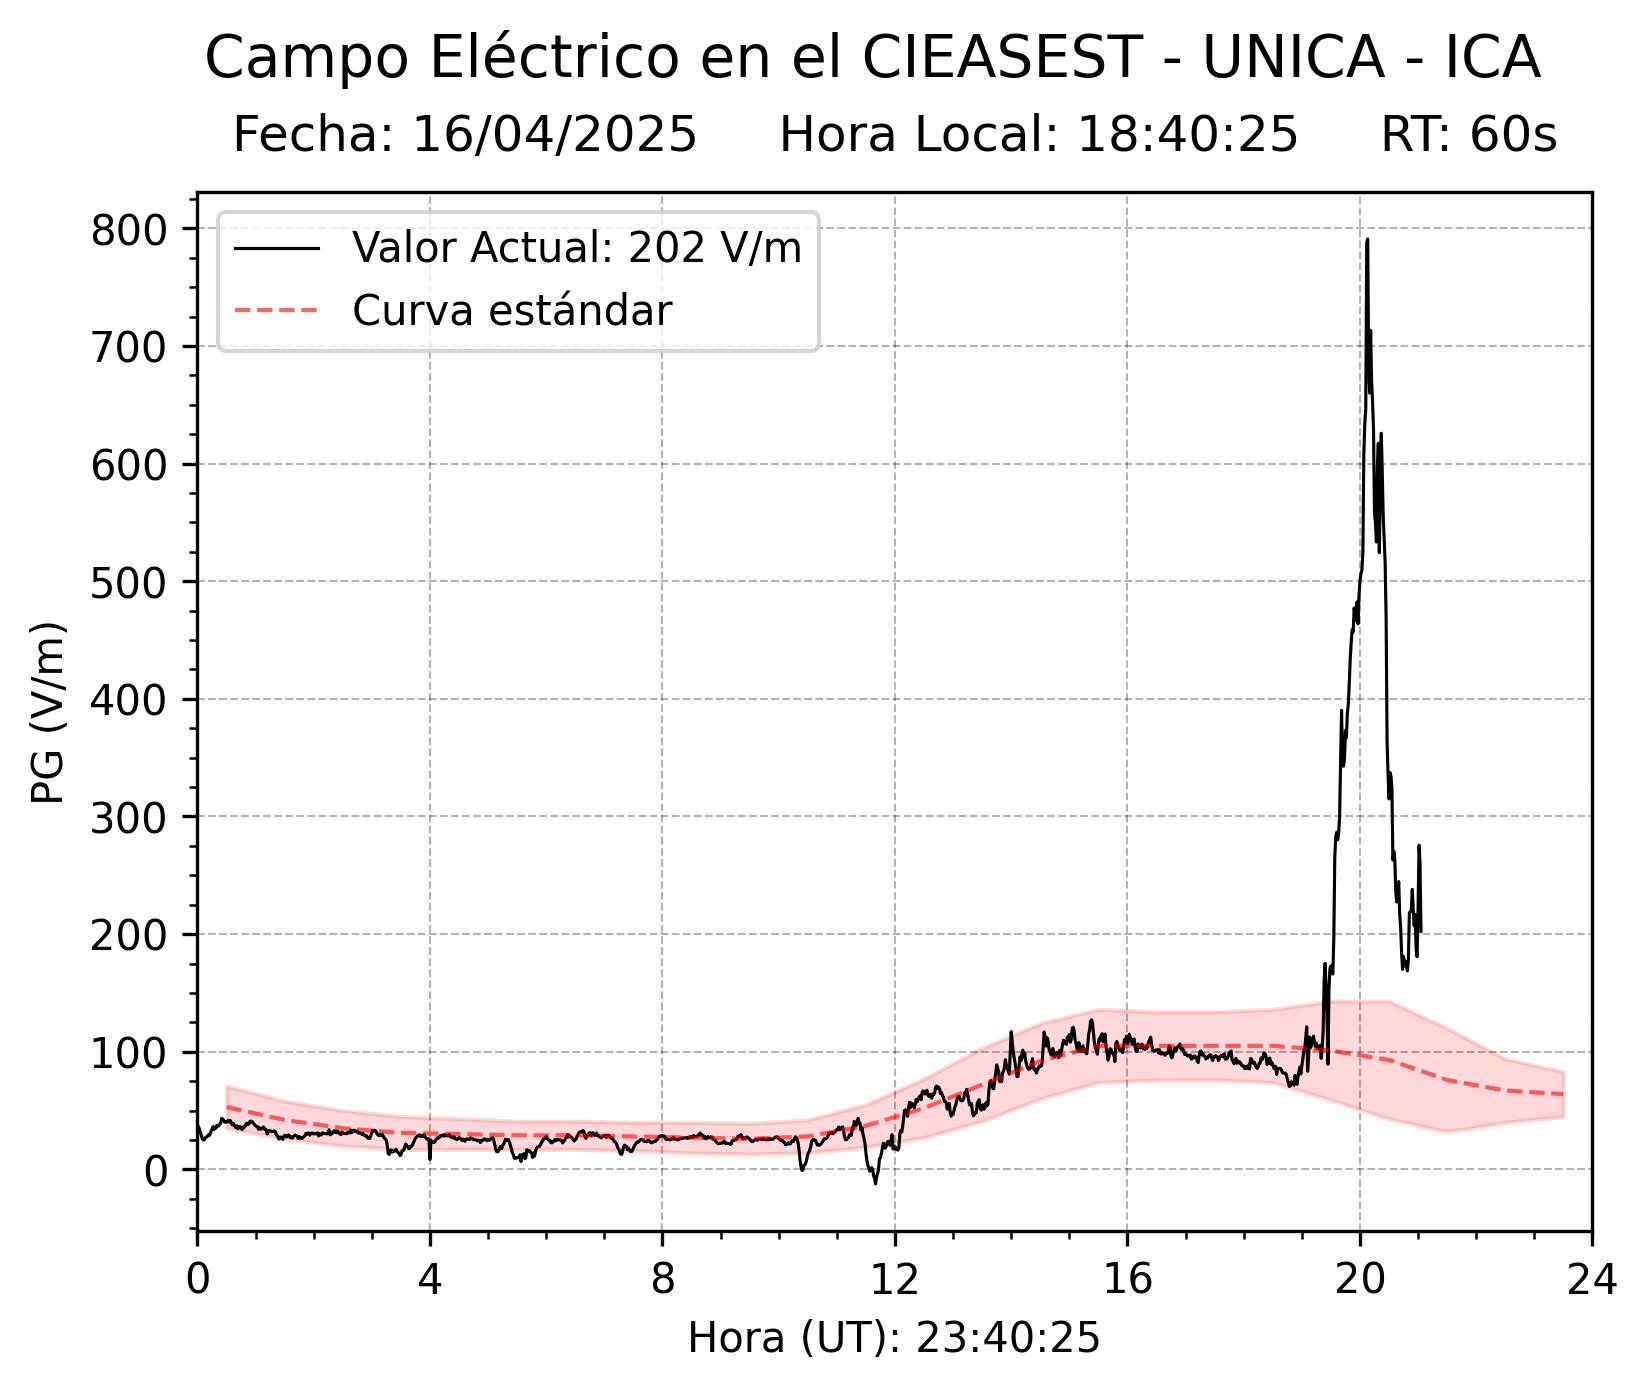 Campo Eléctrico en el CIEASEST - UNICA - ICA
Fecha: 16/04/2025 Hora Local: 18:40:25 RT: 60s
Valor Actual: 202 V/m
Curva estándar
PG (V/m)
800
700
600
500
400
300
200
100
0
0 4 8 12 16 20 24
Hora (UT): 23:40:25